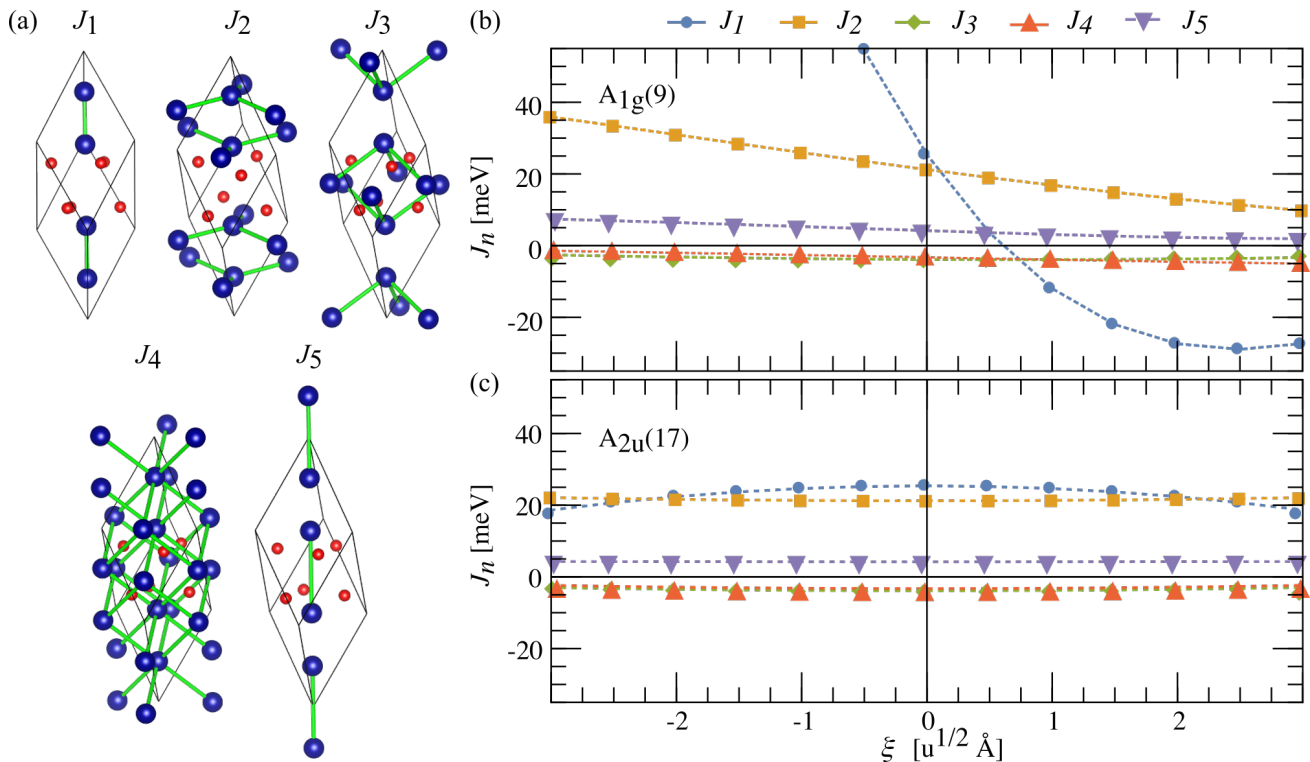 (a)
J1
J2
J3
J4
J5
(b)
J1 J2 J3 J4 J5
A1g(9)
Jn [meV]
40
20
0
-20
(c)
A2u(17)
Jn [meV]
40
20
0
-20
-2 -1 0 1 2
ξ [u^1/2 Å]